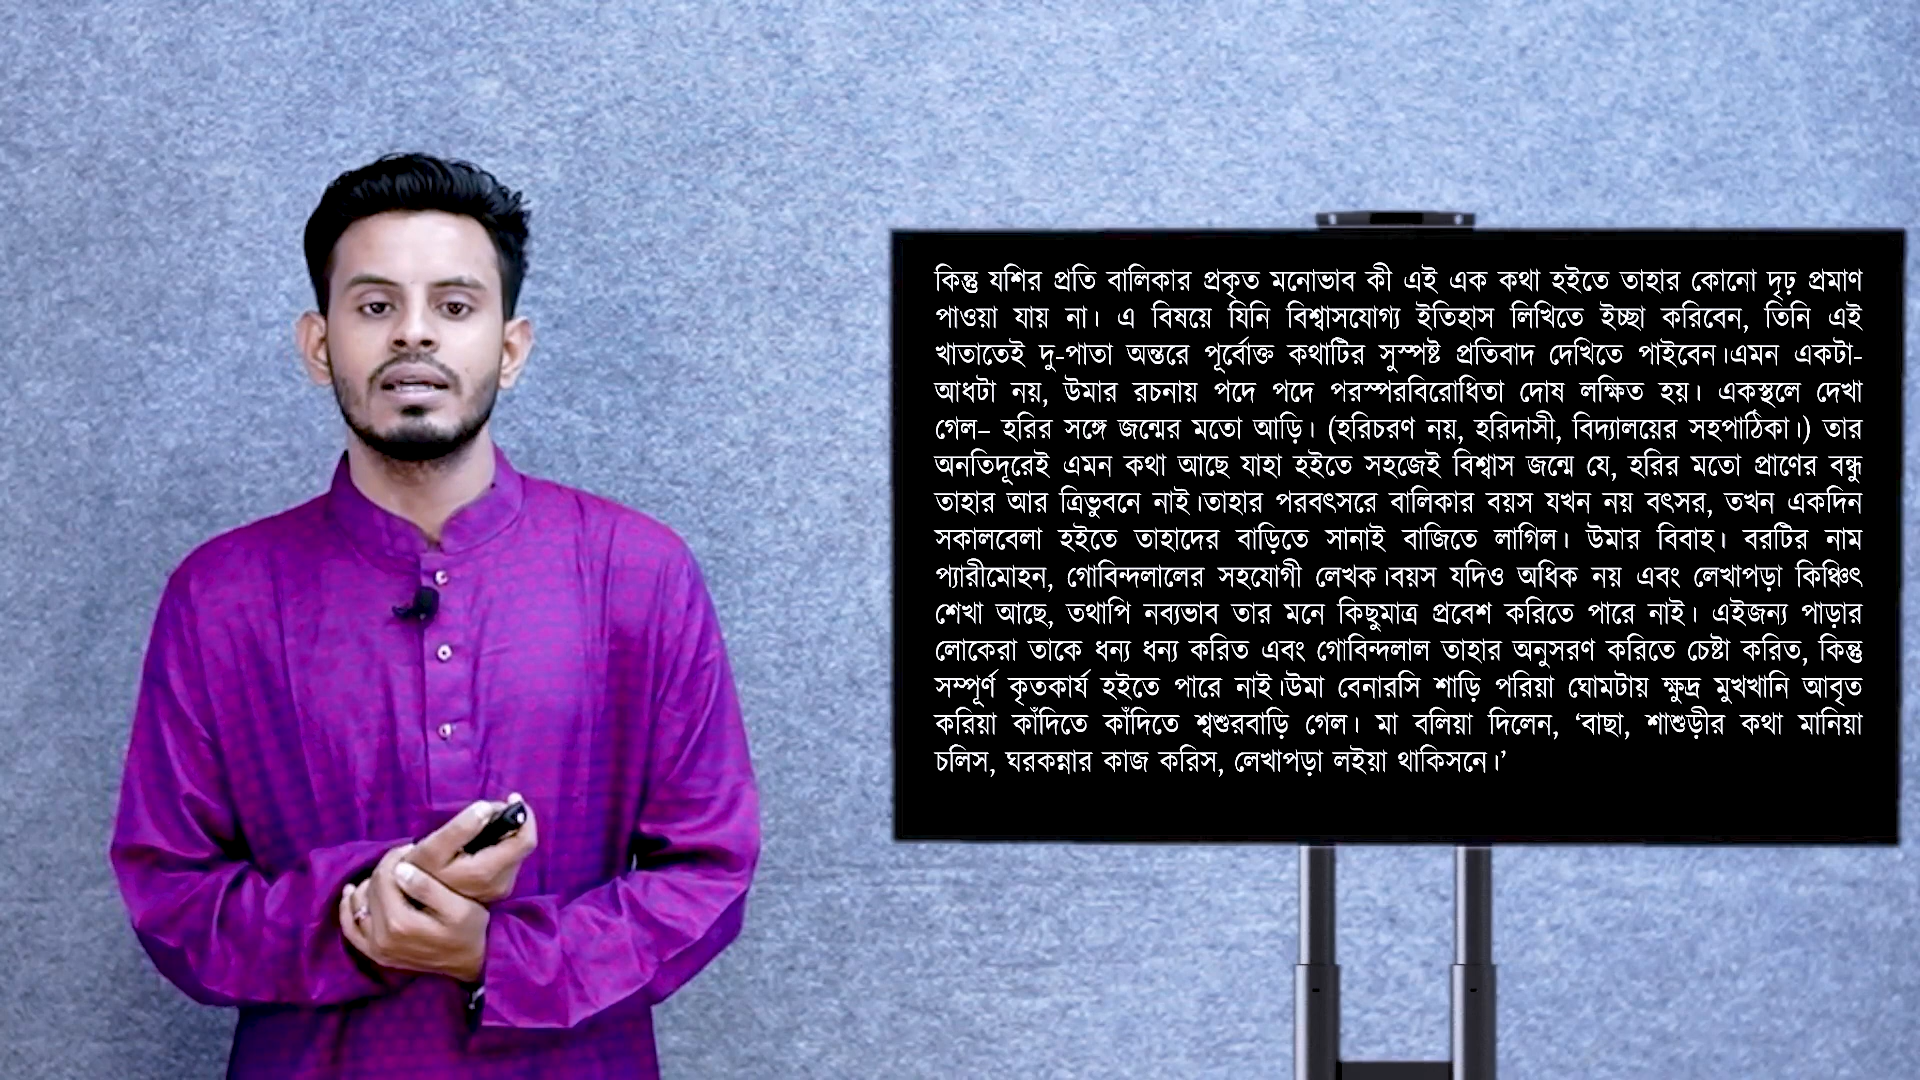 কিন্তু যশির প্রতি বালিকার প্রকৃত মনোভাব কী এই এক কথা হইতে তাহার কোনো দৃঢ় প্রমাণ
পাওয়া যায় না। এ বিষয়ে যিনি বিশ্বাসযোগ্য ইতিহাস লিখিতে ইচ্ছা করিবেন, তিনি এই
খাতাতেই দু-পাতা অন্তরে পূর্বোক্ত কথাটির সুস্পষ্ট প্রতিবাদ দেখিতে পাইবেন।এমন একটা-
আধটা নয়, উমার রচনায় পদে পদে পরস্পরবিরোধিতা দোষ লক্ষিত হয়। একস্থলে দেখা
গেল– হরির সঙ্গে জন্মের মতো আড়ি। (হরিচরণ নয়, হরিদাসী, বিদ্যালয়ের সহপাঠিকা।) তার
অনতিদূরেই এমন কথা আছে যাহা হইতে সহজেই বিশ্বাস জন্মে যে, হরির মতো প্রাণের বন্ধু
তাহার আর ত্রিভুবনে নাই।তাহার পরবৎসরে বালিকার বয়স যখন নয় বৎসর, তখন একদিন
সকালবেলা হইতে তাহাদের বাড়িতে সানাই বাজিতে লাগিল। উমার বিবাহ। বরটির নাম
প্যারীমোহন, গোবিন্দলালের সহযোগী লেখক।বয়স যদিও অধিক নয় এবং লেখাপড়া কিঞ্চিৎ
শেখা আছে, তথাপি নব্যভাব তার মনে কিছুমাত্র প্রবেশ করিতে পারে নাই। এইজন্য পাড়ার
লোকেরা তাকে ধন্য ধন্য করিত এবং গোবিন্দলাল তাহার অনুসরণ করিতে চেষ্টা করিত, কিন্তু
সম্পূর্ণ কৃতকার্য হইতে পারে নাই।উমা বেনারসি শাড়ি পরিয়া ঘোমটায় ক্ষুদ্র মুখখানি আবৃত
করিয়া কাঁদিতে কাঁদিতে শ্বশুরবাড়ি গেল। মা বলিয়া দিলেন, ‘বাছা, শাশুড়ীর কথা মানিয়া
চলিস, ঘরকন্নার কাজ করিস, লেখাপড়া লইয়া থাকিসনে।’